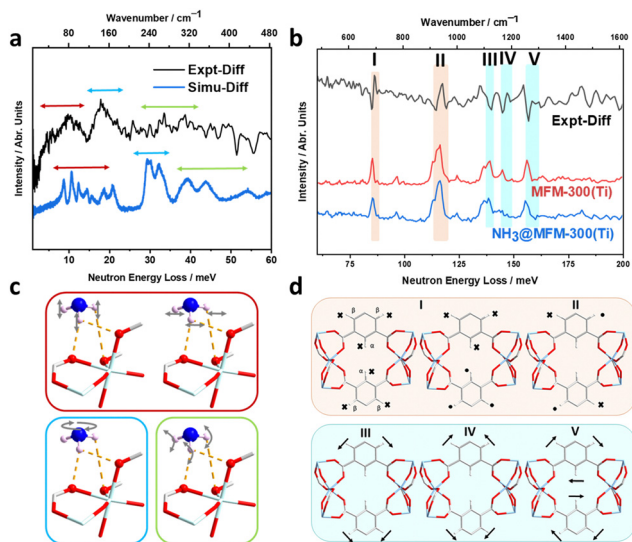 a
Wavenumber / cm⁻¹
0 80 160 240 320 400 480
Expt-Diff
Simu-Diff
Intensity / Abr. Units
0 10 20 30 40 50 60
Neutron Energy Loss / meV
b
Wavenumber / cm⁻¹
600 800 1000 1200 1400 1600
I II III IV V
Expt-Diff
MFM-300(Ti)
NH₃@MFM-300(Ti)
Intensity / Abr. Units
75 100 125 150 175 200
Neutron Energy Loss / meV
c
d
I II
β β
α
α
β β
III IV V